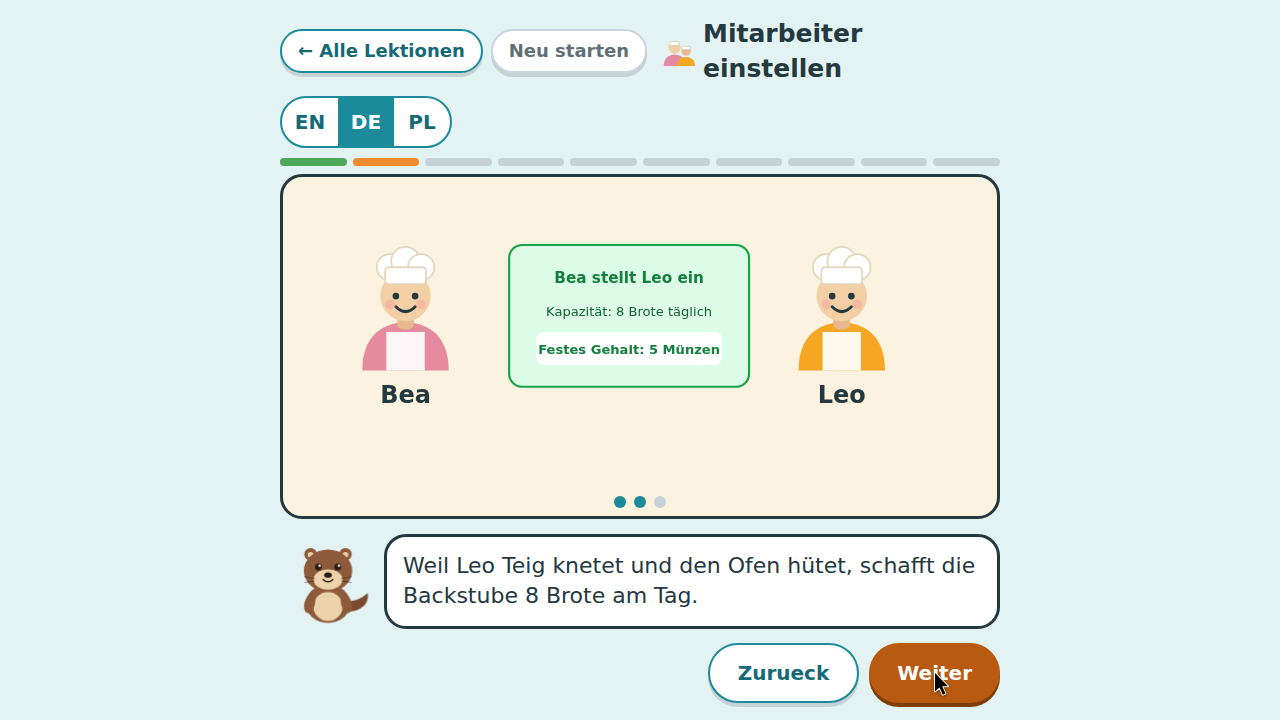 ← Alle Lektionen
Neu starten
Mitarbeiter
einstellen
EN DE PL
Bea stellt Leo ein
Kapazität: 8 Brote täglich
Festes Gehalt: 5 Münzen
Bea
Leo
Weil Leo Teig knetet und den Ofen hütet, schafft die
Backstube 8 Brote am Tag.
Zurueck
Weiter